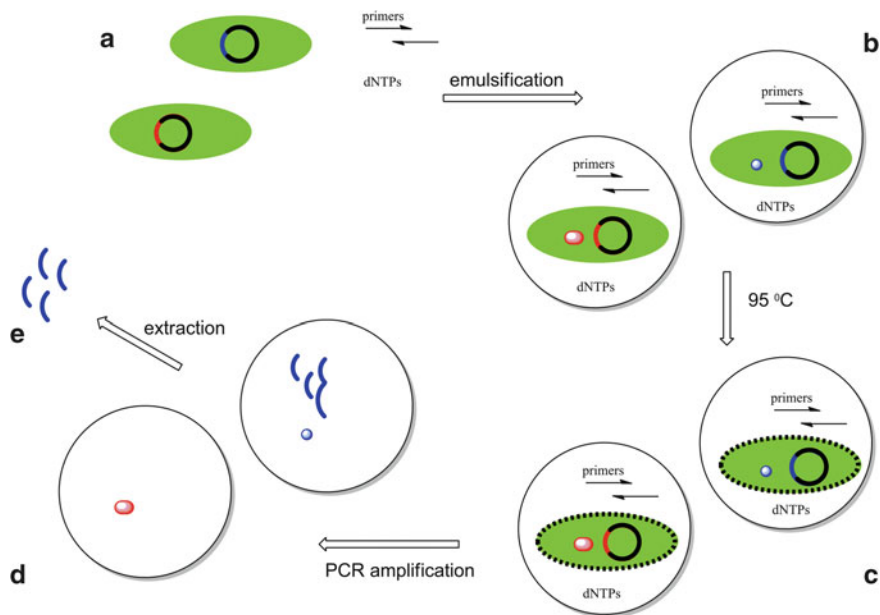 a
primers
dNTPs
emulsification
b
primers
dNTPs
primers
dNTPs
95 ⁰C
c
primers
dNTPs
primers
dNTPs
PCR amplification
d
extraction
e